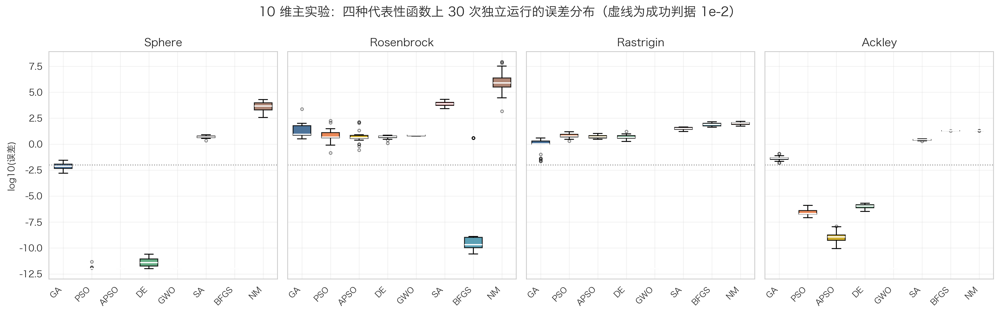 10 维主实验：四种代表性函数上 30 次独立运行的误差分布（虚线为成功判据 1e-2）
Sphere
Rosenbrock
Rastrigin
Ackley
log10(误差)
7.5
5.0
2.5
0.0
-2.5
-5.0
-7.5
-10.0
-12.5
GA
PSO
APSO
DE
GWO
SA
BFGS
NM
GA
PSO
APSO
DE
GWO
SA
BFGS
NM
GA
PSO
APSO
DE
GWO
SA
BFGS
NM
GA
PSO
APSO
DE
GWO
SA
BFGS
NM